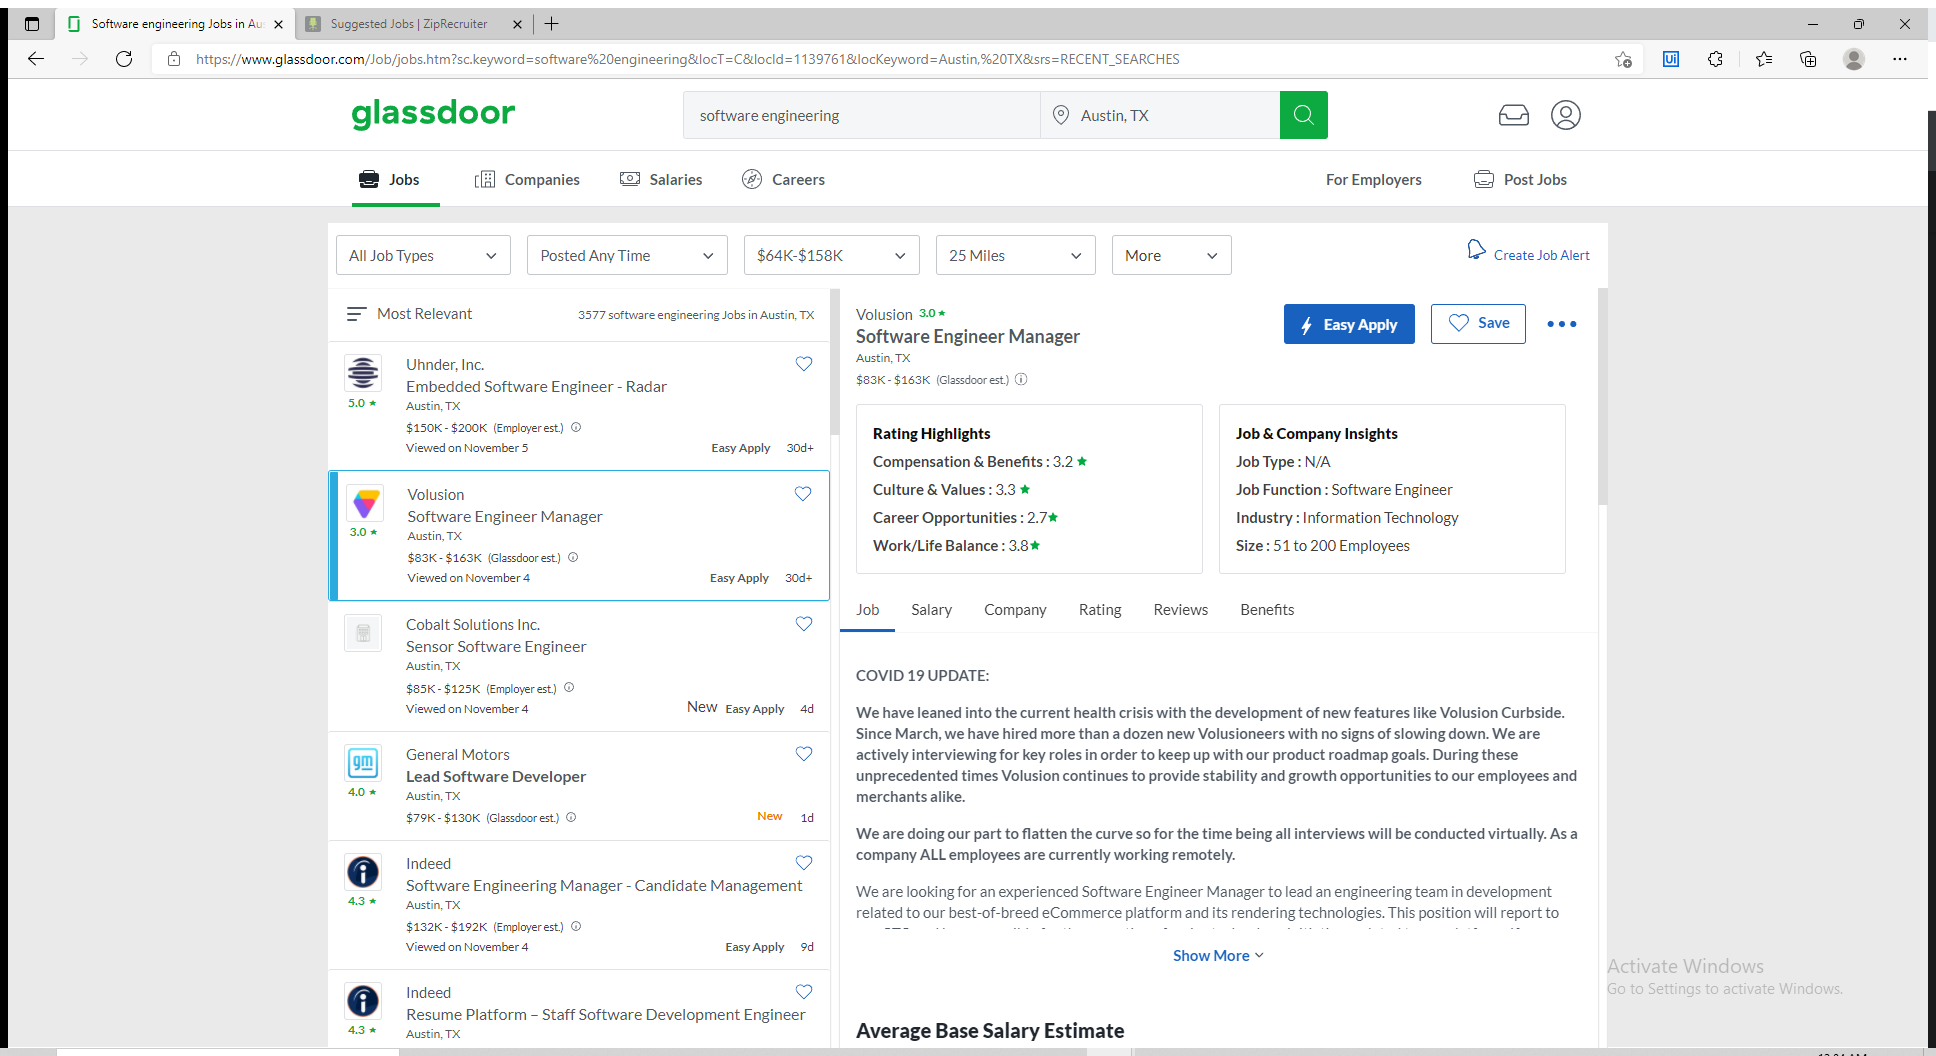 Software engineering Jobs in Au
Suggested Jobs | ZipRecruiter
https://www.glassdoor.com/Job/jobs.htm?sc.keyword=software%20engineering&locT=C&locId=1139761&locKeyword=Austin,%20TX&srs=RECENT_SEARCHES
Ui
glassdoor
software engineering
Austin, TX
Jobs
Companies
Salaries
Careers
For Employers
Post Jobs
All Job Types
Posted Any Time
$64K-$158K
25 Miles
More
Create Job Alert
Most Relevant
3577 software engineering Jobs in Austin, TX
Uhnder, Inc.
Embedded Software Engineer - Radar
5.0 ★
Austin, TX
$150K - $200K (Employer est.)
Viewed on November 5
Easy Apply
30d+
Volusion
Software Engineer Manager
3.0 ★
Austin, TX
$83K - $163K (Glassdoor est.)
Viewed on November 4
Easy Apply
30d+
Cobalt Solutions Inc.
Sensor Software Engineer
Austin, TX
$85K - $125K (Employer est.)
Viewed on November 4
New
Easy Apply
4d
gm
General Motors
Lead Software Developer
4.0 ★
Austin, TX
$79K - $130K (Glassdoor est.)
New
1d
Indeed
Software Engineering Manager - Candidate Management
4.3 ★
Austin, TX
$132K - $192K (Employer est.)
Viewed on November 4
Easy Apply
9d
Indeed
Resume Platform – Staff Software Development Engineer
4.3 ★
Austin, TX
Volusion 3.0 ★
Software Engineer Manager
Austin, TX
$83K - $163K (Glassdoor est.)
Easy Apply
Save
Rating Highlights
Compensation & Benefits : 3.2 ★
Culture & Values : 3.3 ★
Career Opportunities : 2.7★
Work/Life Balance : 3.8★
Job & Company Insights
Job Type : N/A
Job Function : Software Engineer
Industry : Information Technology
Size : 51 to 200 Employees
Job
Salary
Company
Rating
Reviews
Benefits
COVID 19 UPDATE:
We have leaned into the current health crisis with the development of new features like Volusion Curbside.
Since March, we have hired more than a dozen new Volusioneers with no signs of slowing down. We are
actively interviewing for key roles in order to keep up with our product roadmap goals. During these
unprecedented times Volusion continues to provide stability and growth opportunities to our employees and
merchants alike.
We are doing our part to flatten the curve so for the time being all interviews will be conducted virtually. As a
company ALL employees are currently working remotely.
We are looking for an experienced Software Engineer Manager to lead an engineering team in development
related to our best-of-breed eCommerce platform and its rendering technologies. This position will report to
Show More
Average Base Salary Estimate
Activate Windows
Go to Settings to activate Windows.